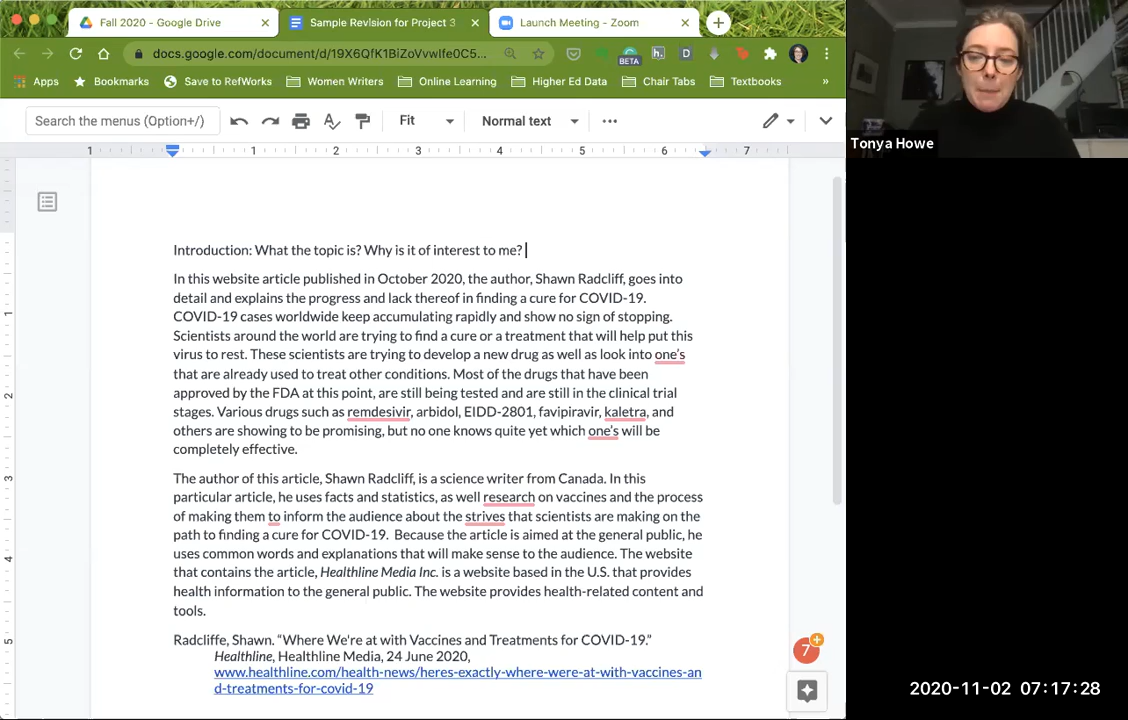 Fall 2020 - Google Drive
Sample Revision for Project 3
Launch Meeting - Zoom
docs.google.com/document/d/19X6QfK1BiZoVvwIfe0C5...
BETA
Apps
Bookmarks
Save to RefWorks
Women Writers
Online Learning
Higher Ed Data
Chair Tabs
Textbooks
»
Search the menus (Option+/)
Fit
Normal text
1 1 2 3 4 5 6 7
Tonya Howe
Introduction: What the topic is? Why is it of interest to me?
In this website article published in October 2020, the author, Shawn Radcliff, goes into
detail and explains the progress and lack thereof in finding a cure for COVID-19.
COVID-19 cases worldwide keep accumulating rapidly and show no sign of stopping.
Scientists around the world are trying to find a cure or a treatment that will help put this
virus to rest. These scientists are trying to develop a new drug as well as look into one's
that are already used to treat other conditions. Most of the drugs that have been
approved by the FDA at this point, are still being tested and are still in the clinical trial
stages. Various drugs such as remdesivir, arbidol, EIDD-2801, favipiravir, kaletra, and
others are showing to be promising, but no one knows quite yet which one's will be
completely effective.
The author of this article, Shawn Radcliff, is a science writer from Canada. In this
particular article, he uses facts and statistics, as well research on vaccines and the process
of making them to inform the audience about the strives that scientists are making on the
path to finding a cure for COVID-19. Because the article is aimed at the general public, he
uses common words and explanations that will make sense to the audience. The website
that contains the article, Healthline Media Inc. is a website based in the U.S. that provides
health information to the general public. The website provides health-related content and
tools.
Radcliffe, Shawn. "Where We're at with Vaccines and Treatments for COVID-19."
Healthline, Healthline Media, 24 June 2020,
www.healthline.com/health-news/heres-exactly-where-were-at-with-vaccines-an
d-treatments-for-covid-19
1
2
3
4
5
7
2020-11-02 07:17:28